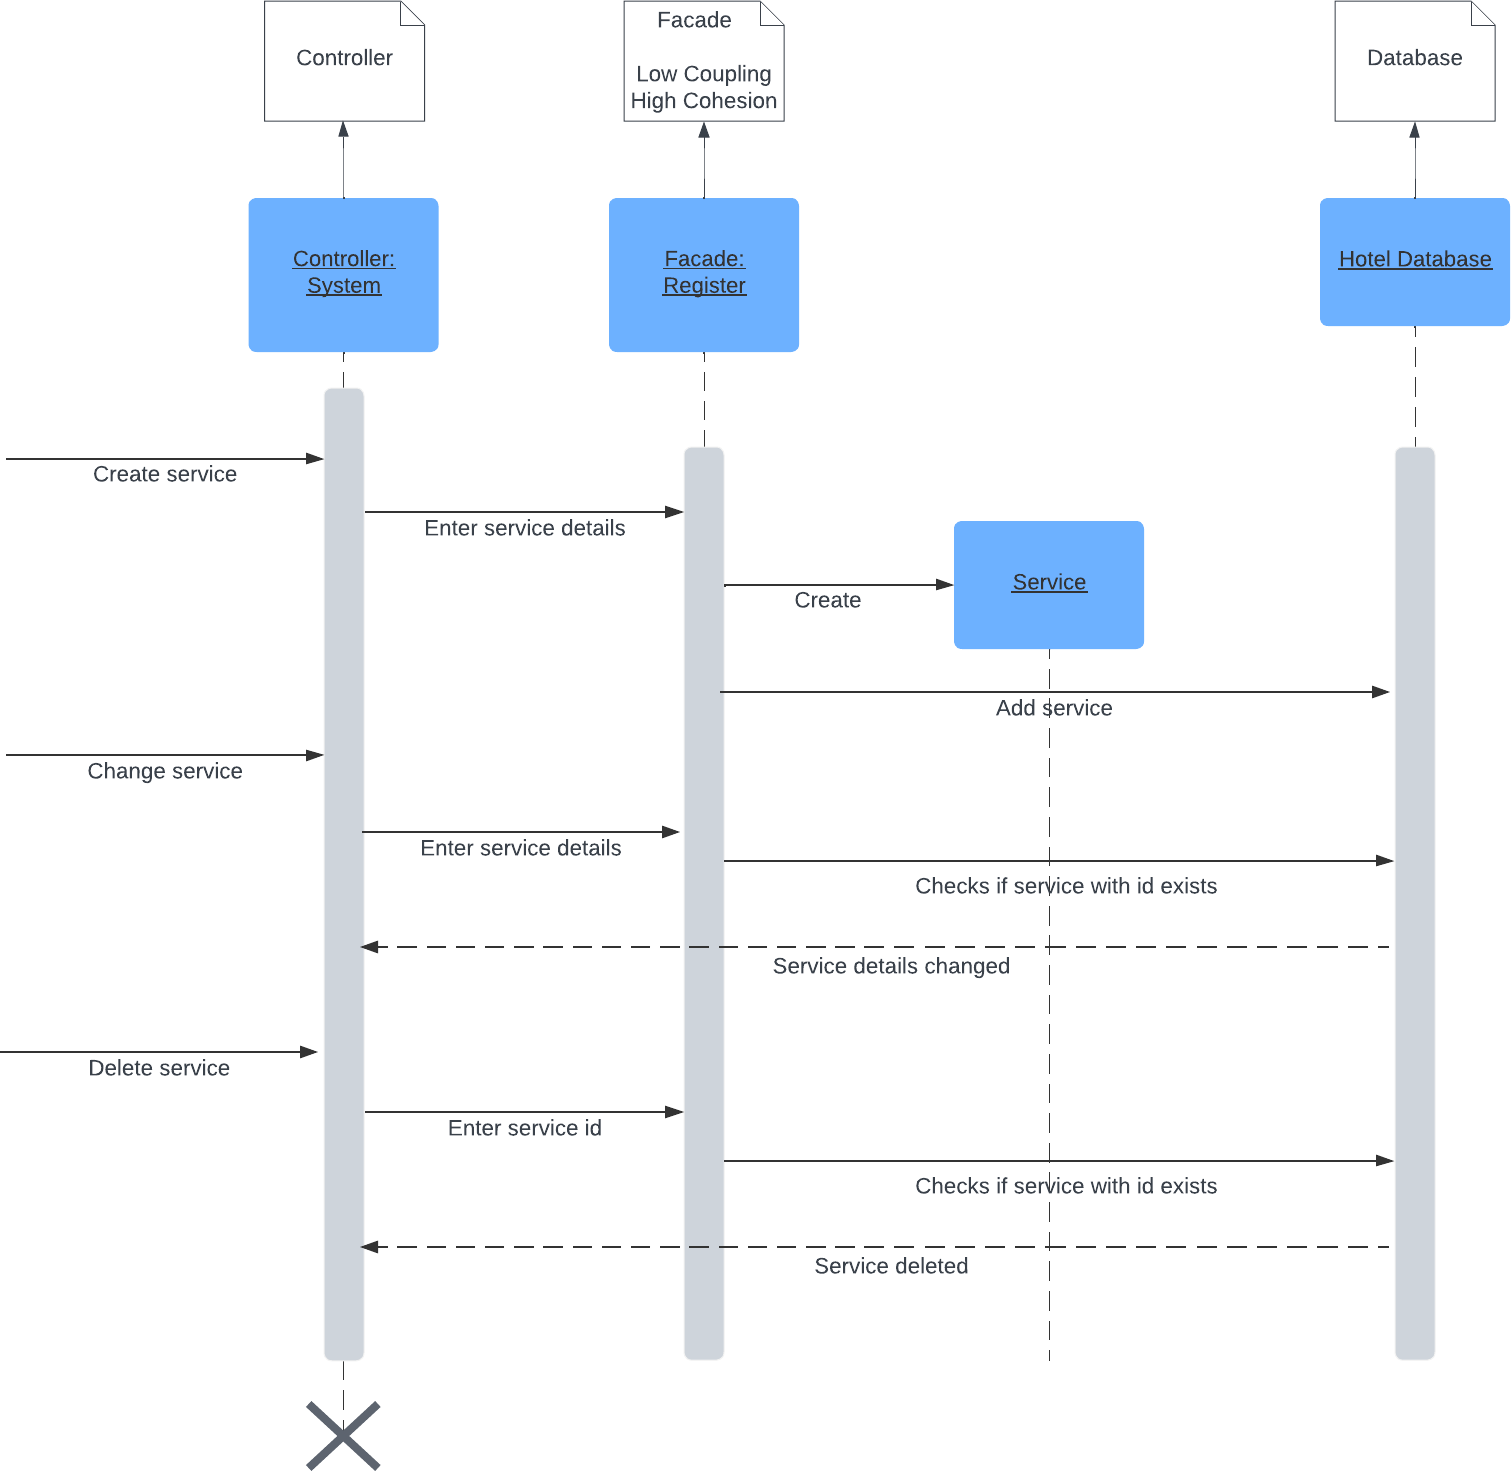 Controller
Facade
Low Coupling
High Cohesion
Database
Controller:
System
Facade:
Register
Hotel Database
Create service
Enter service details
Service
Create
Add service
Change service
Enter service details
Checks if service with id exists
Service details changed
Delete service
Enter service id
Checks if service with id exists
Service deleted